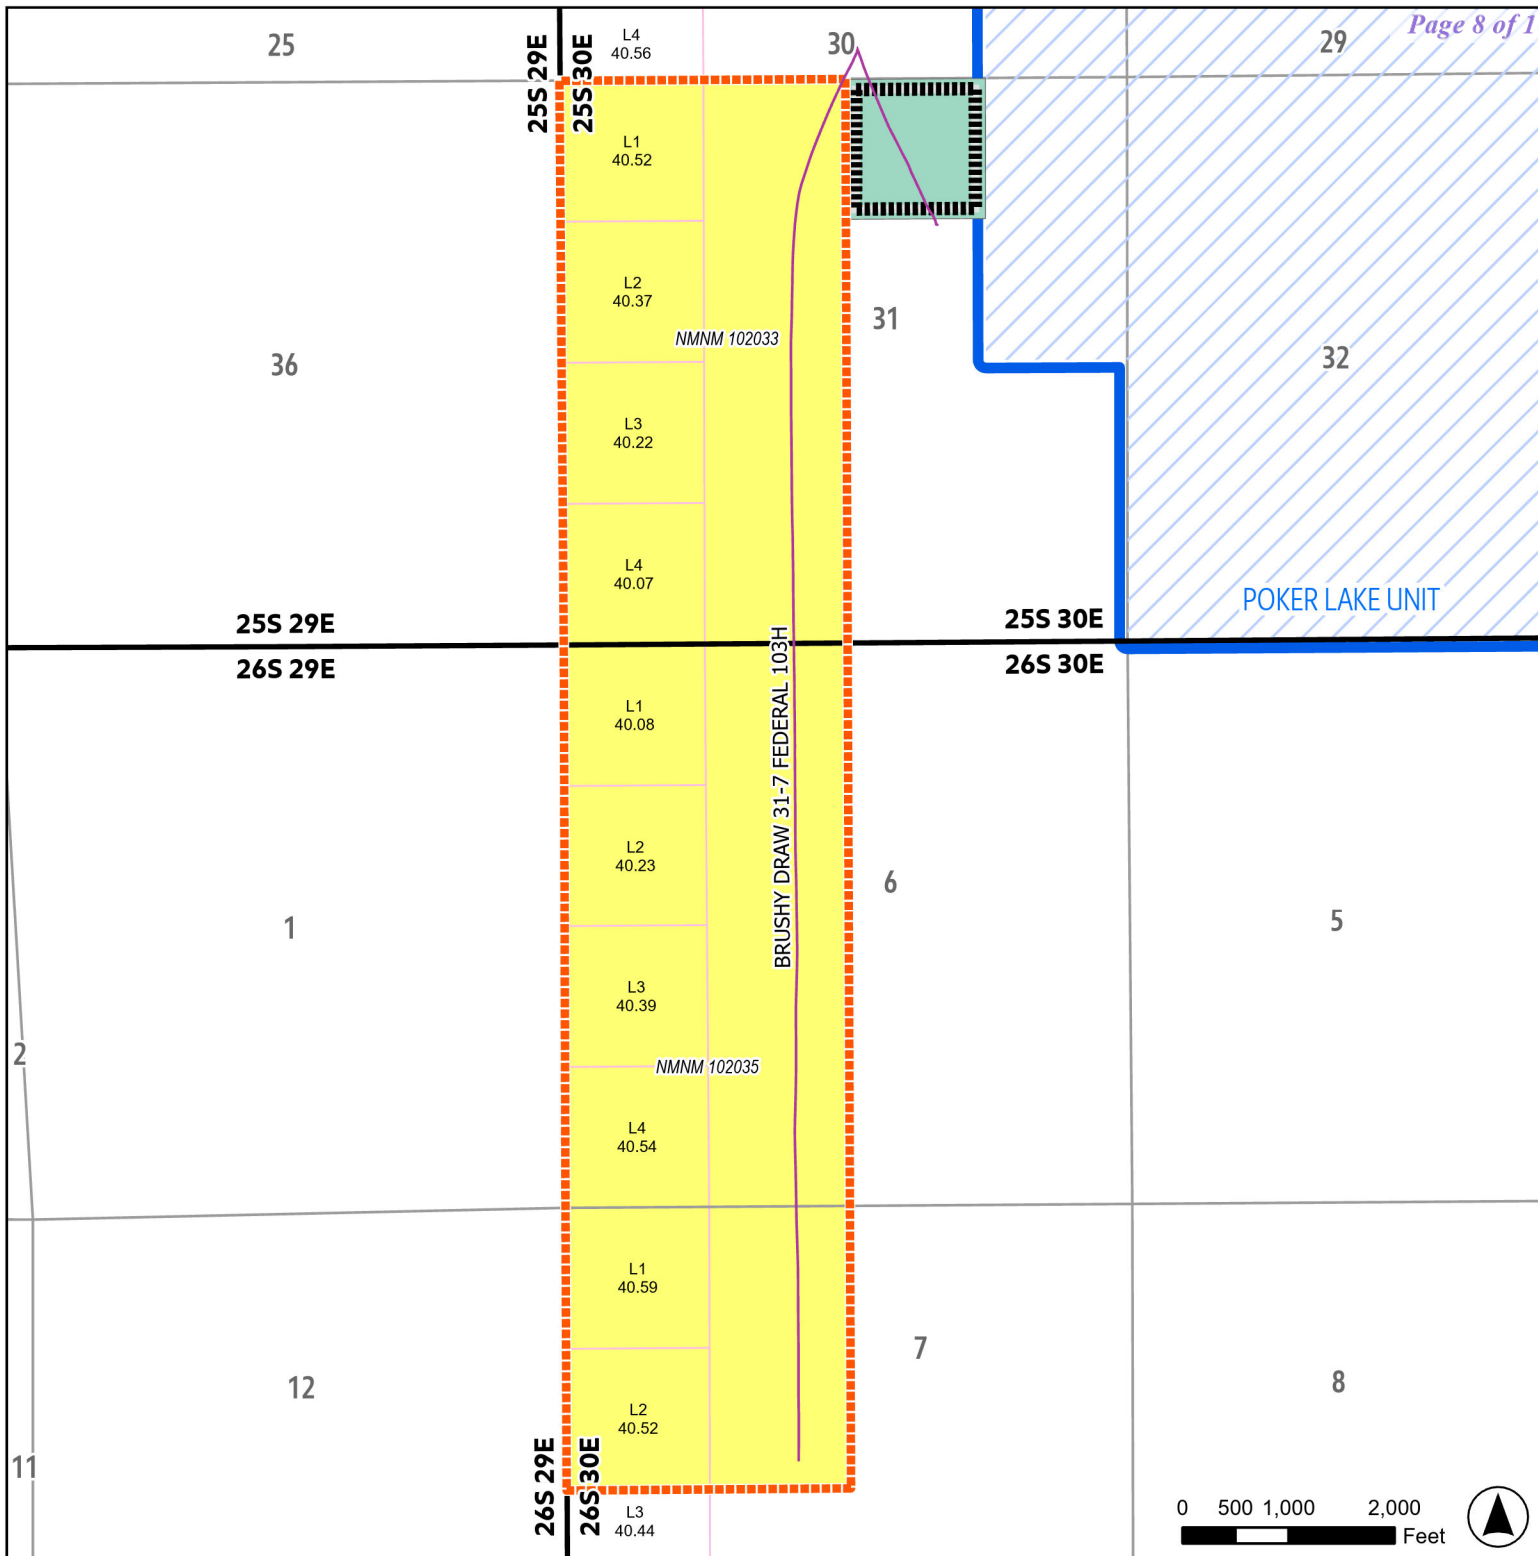 Page 8 of 1
25
25S 29E
25S 30E
L4
40.56
30
29
L1
40.52
L2
40.37
NMNM 102033
31
36
32
L3
40.22
L4
40.07
25S 29E
25S 30E
POKER LAKE UNIT
26S 29E
26S 30E
L1
40.08
BRUSHY DRAW 31-7 FEDERAL 103H
L2
40.23
6
1
5
L3
40.39
2
NMNM 102035
L4
40.54
L1
40.59
7
12
8
L2
40.52
11
26S 29E
26S 30E
L3
40.44
0 500 1,000 2,000
Feet